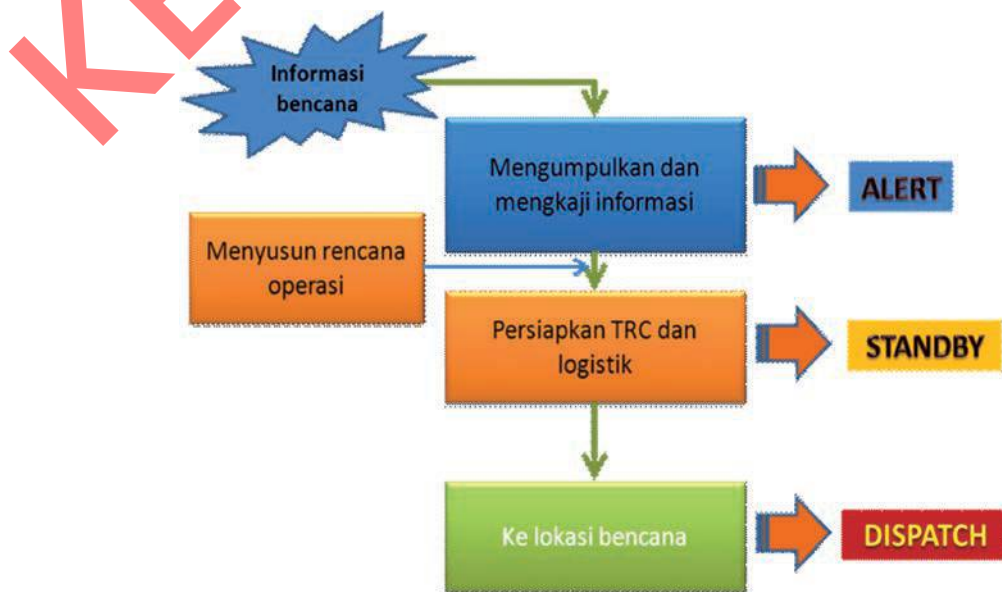 KE
Informasi
bencana
Mengumpulkan dan
mengkaji informasi
ALERT
Menyusun rencana
operasi
Persiapkan TRC dan
logistik
STANDBY
Ke lokasi bencana
DISPATCH